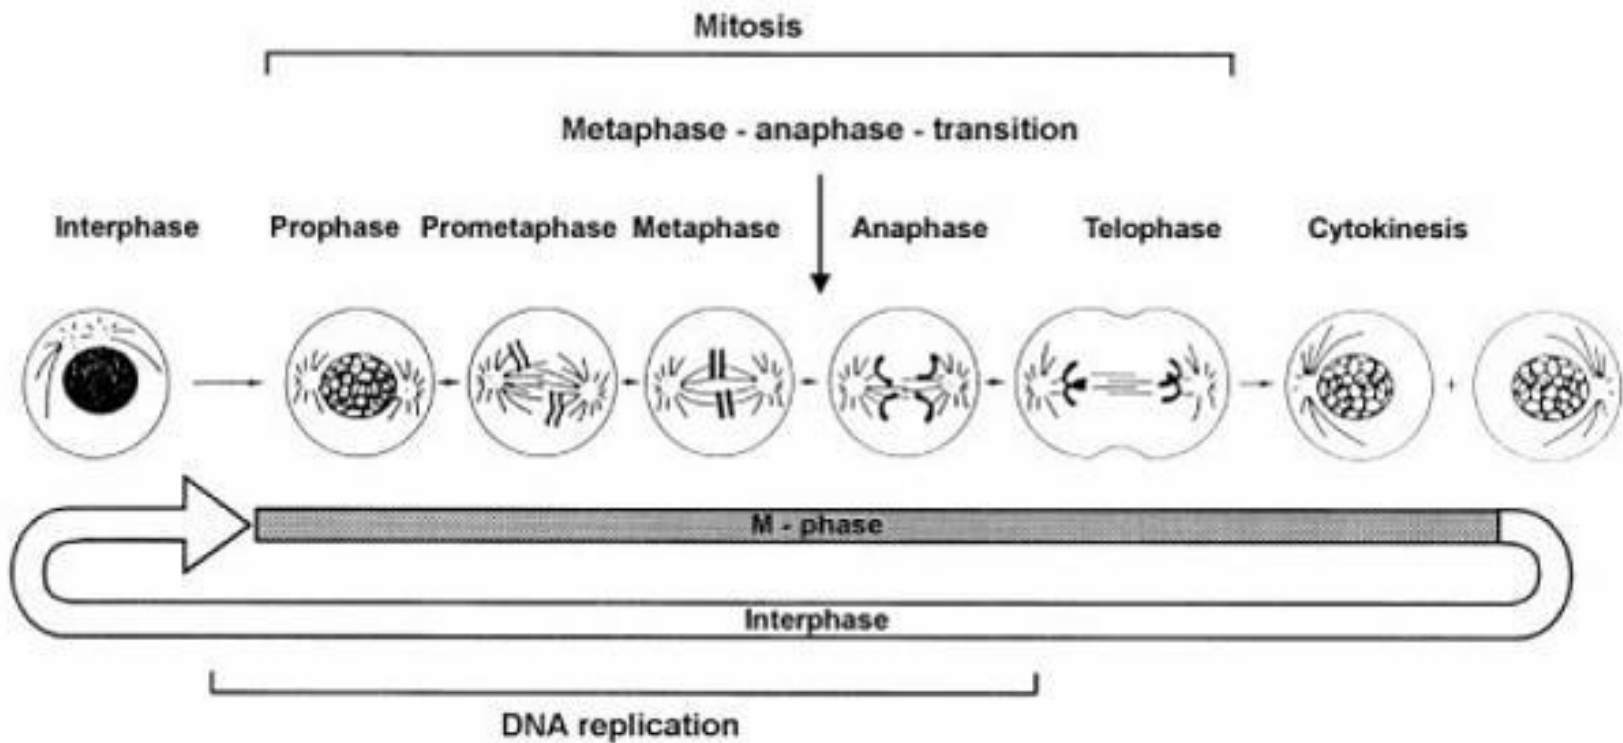 Mitosis
Metaphase - anaphase - transition
Interphase Prophase Prometaphase Metaphase Anaphase Telophase Cytokinesis
+
M - phase
Interphase
DNA replication